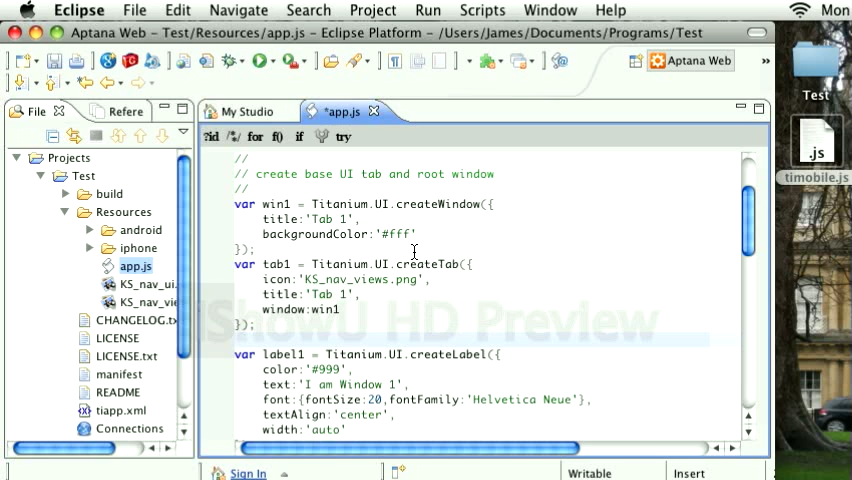 Eclipse File Edit Navigate Search Project Run Scripts Window Help Mon
Aptana Web - Test/Resources/app.js - Eclipse Platform - /Users/James/Documents/Programs/Test
Aptana Web
»
File
Refere
My Studio
*app.js
?id /*/ for f() if try
Projects
Test
build
Resources
android
iphone
app.js
KS_nav_ui.
KS_nav_vie
CHANGELOG.tx
LICENSE
LICENSE.txt
manifest
README
tiapp.xml
Connections
//
// create base UI tab and root window
//
var win1 = Titanium.UI.createWindow({
title:'Tab 1',
backgroundColor:'#fff'
});
var tab1 = Titanium.UI.createTab({
icon:'KS_nav_views.png',
title:'Tab 1',
window:win1
});
var label1 = Titanium.UI.createLabel({
color:'#999',
text:'I am Window 1',
font:{fontSize:20,fontFamily:'Helvetica Neue'},
textAlign:'center',
width:'auto'
iShowU HD Preview
Sign In
Writable
Insert
Test
.js
timobile.js